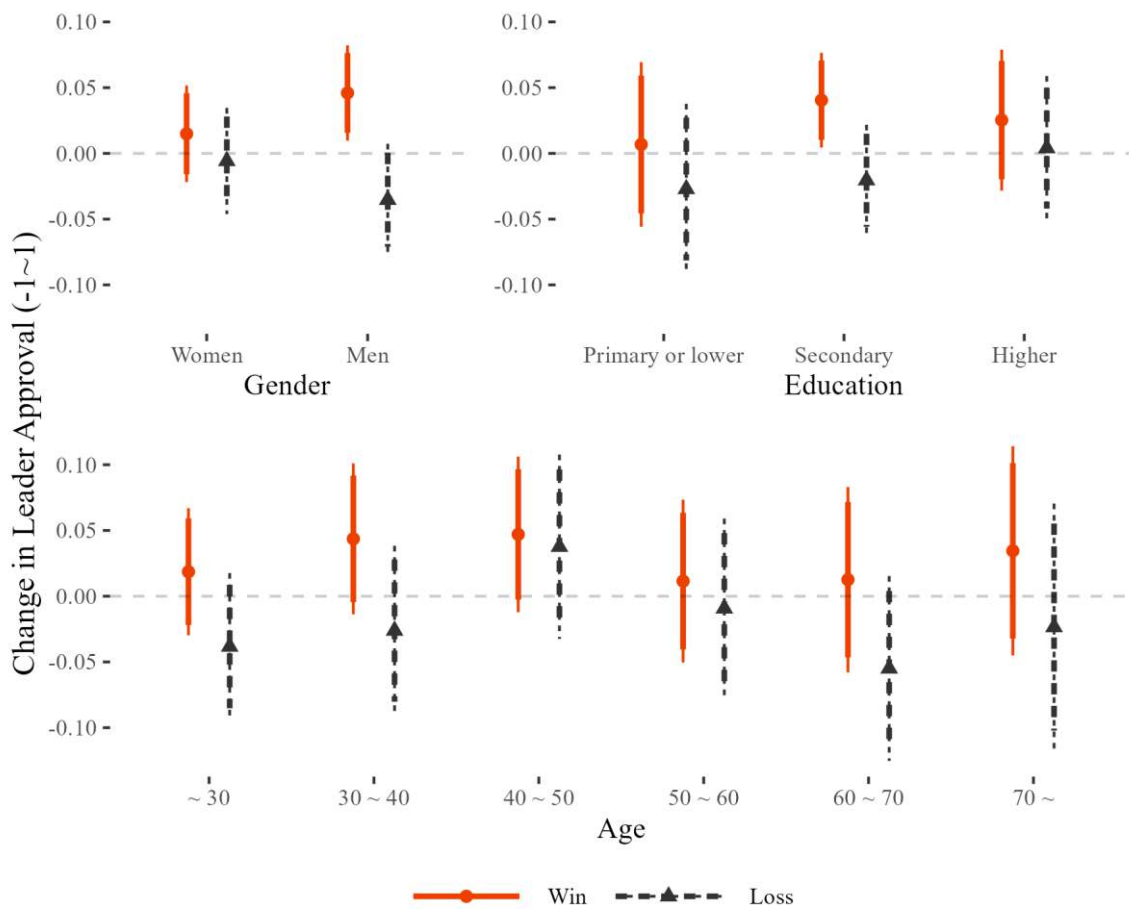 Change in Leader Approval (-1~1)
0.10
0.05
0.00
-0.05
-0.10
Women Men
Gender
0.10
0.05
0.00
-0.05
-0.10
Primary or lower Secondary Higher
Education
0.10
0.05
0.00
-0.05
-0.10
~ 30 30 ~ 40 40 ~ 50 50 ~ 60 60 ~ 70 70 ~
Age
Win Loss